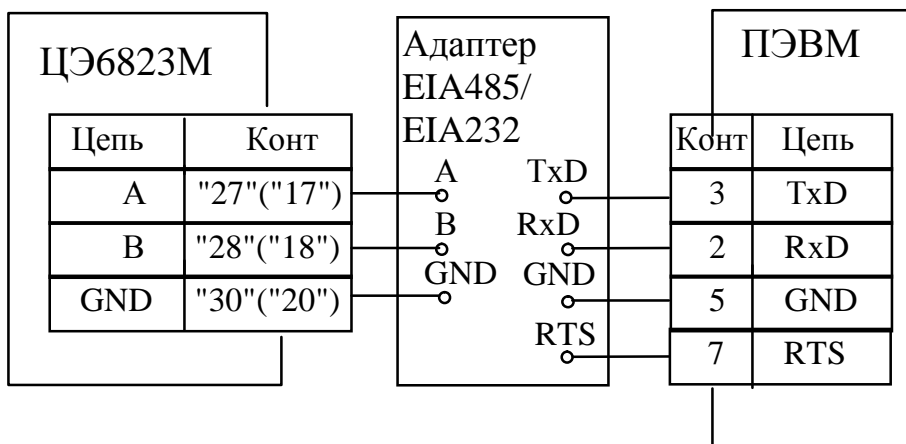 ЦЭ6823М
Цепь Конт
A "27"("17")
B "28"("18")
GND "30"("20")
Адаптер
EIA485/
EIA232
A TxD
B RxD
GND GND
RTS
ПЭВМ
Конт Цепь
3 TxD
2 RxD
5 GND
7 RTS